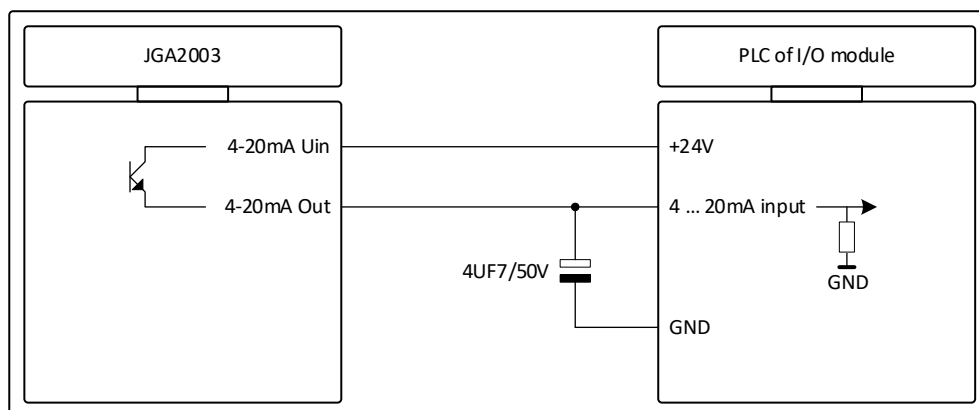 JGA2003
PLC of I/O module
4-20mA Uin
+24V
4-20mA Out
4 ... 20mA input
4UF7/50V
GND
GND